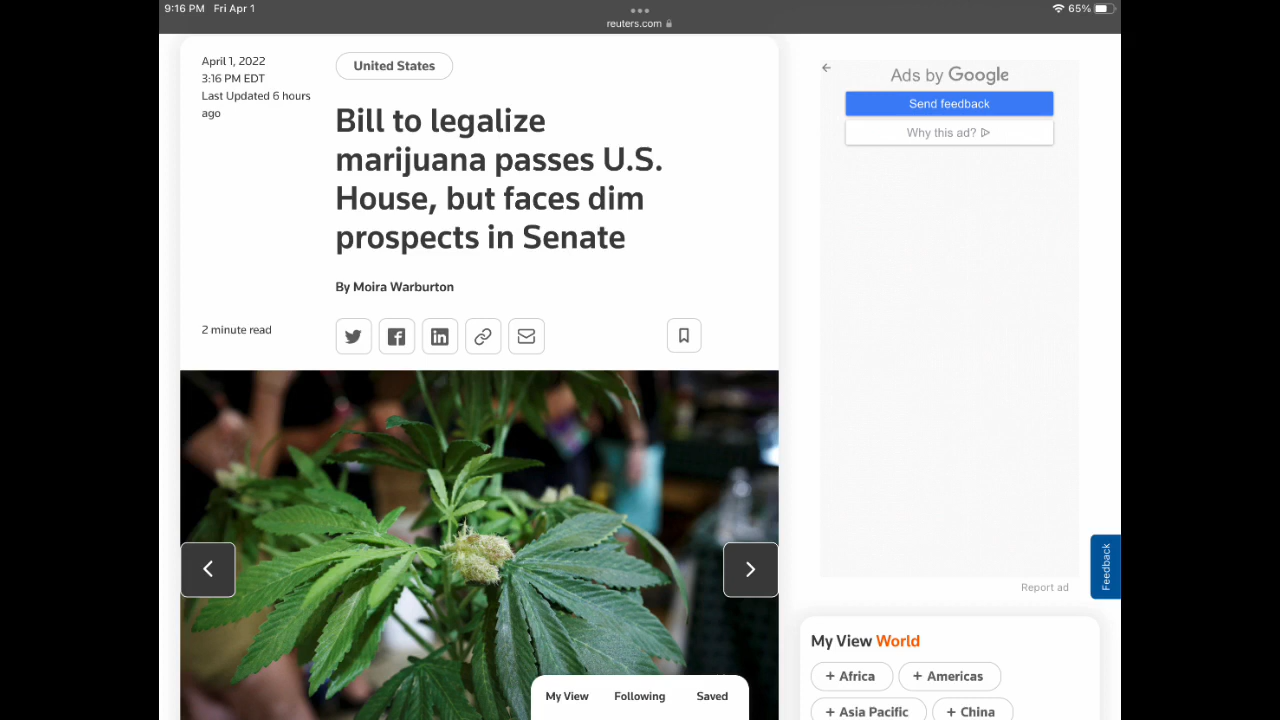 9:16 PM Fri Apr 1
reuters.com
65%
April 1, 2022
3:16 PM EDT
Last Updated 6 hours
ago
United States
Bill to legalize
marijuana passes U.S.
House, but faces dim
prospects in Senate
By Moira Warburton
2 minute read
Ads by Google
Send feedback
Why this ad?
Report ad
Feedback
My View World
+ Africa
+ Americas
+ Asia Pacific
+ China
My View Following Saved